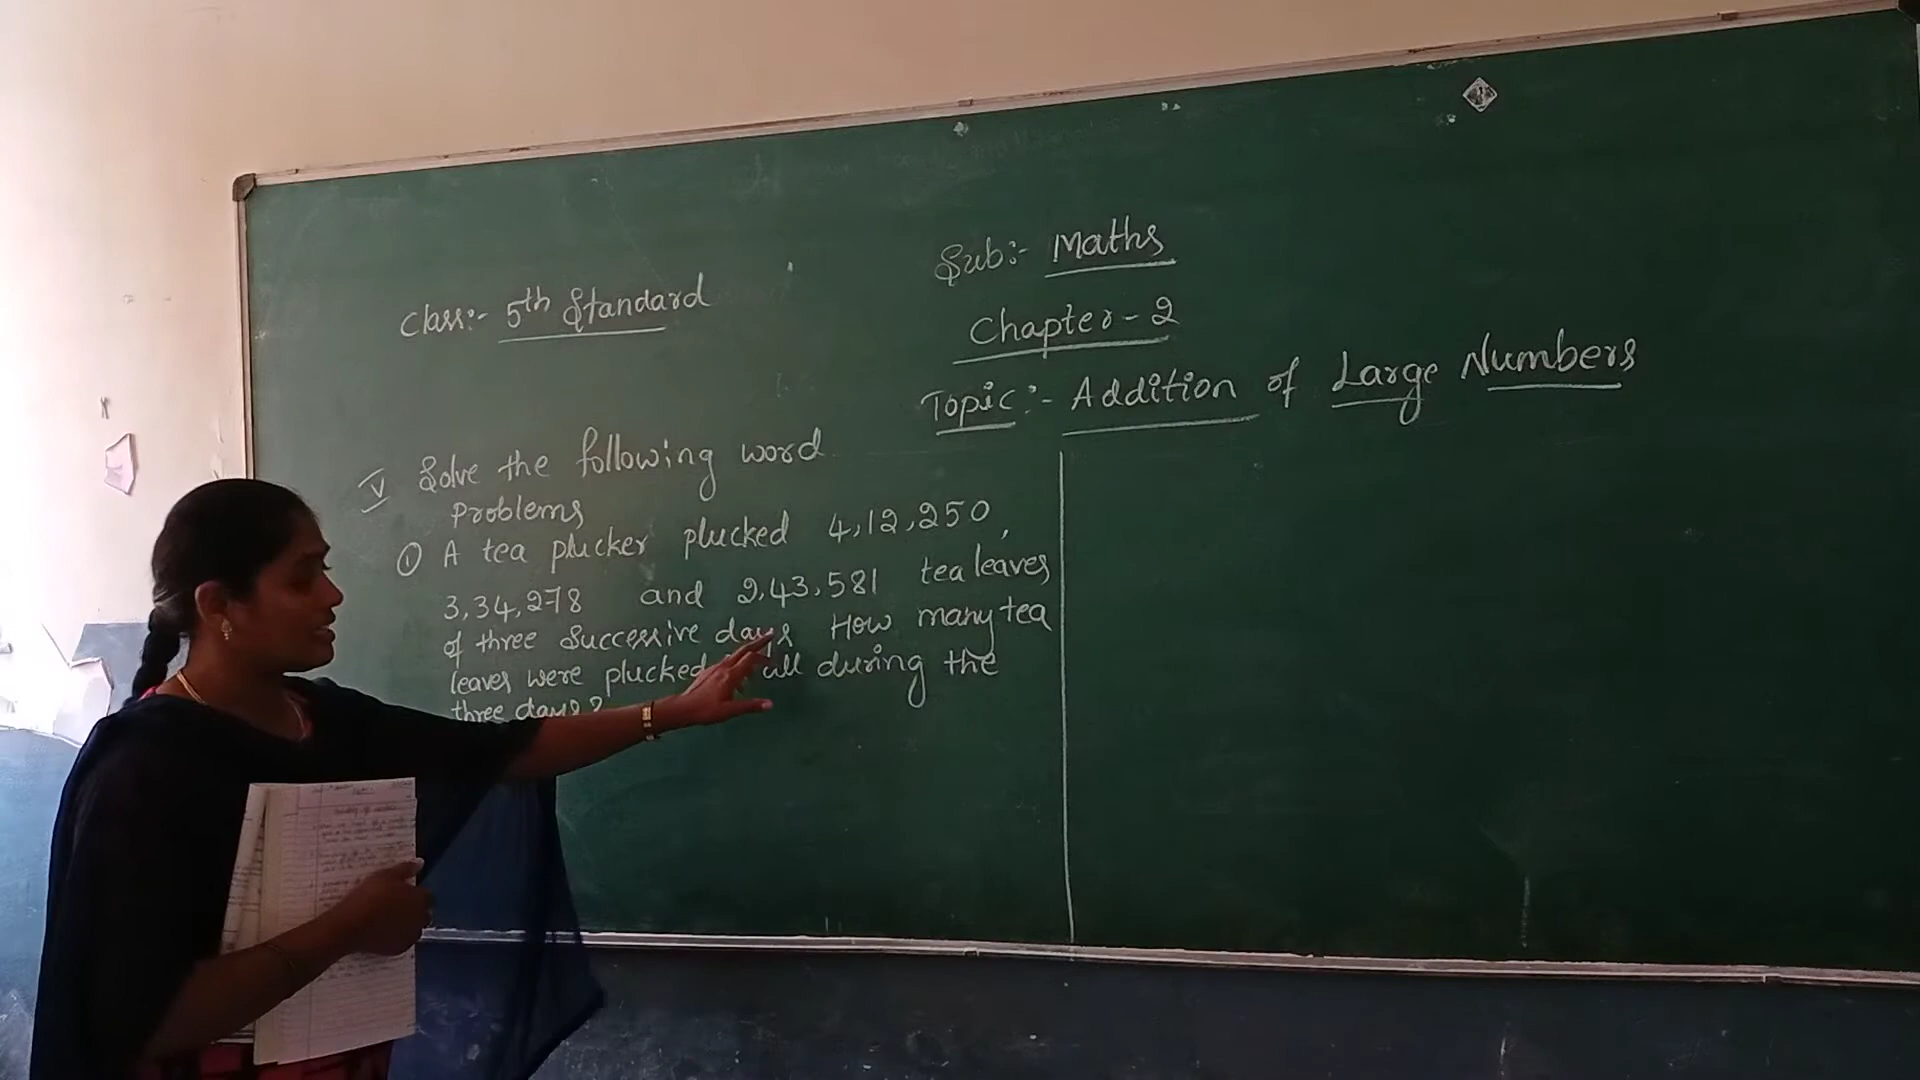 Class:- 5th Standard
Sub:- Maths
Chapter-2
Topic:- Addition of Large Numbers
V Solve the following word
Problems
① A tea plucker plucked 4,12,250,
3,34,278 and 2,43,581 tea leaves
of three Successive days How many tea
leaves were plucked all during the
three days?